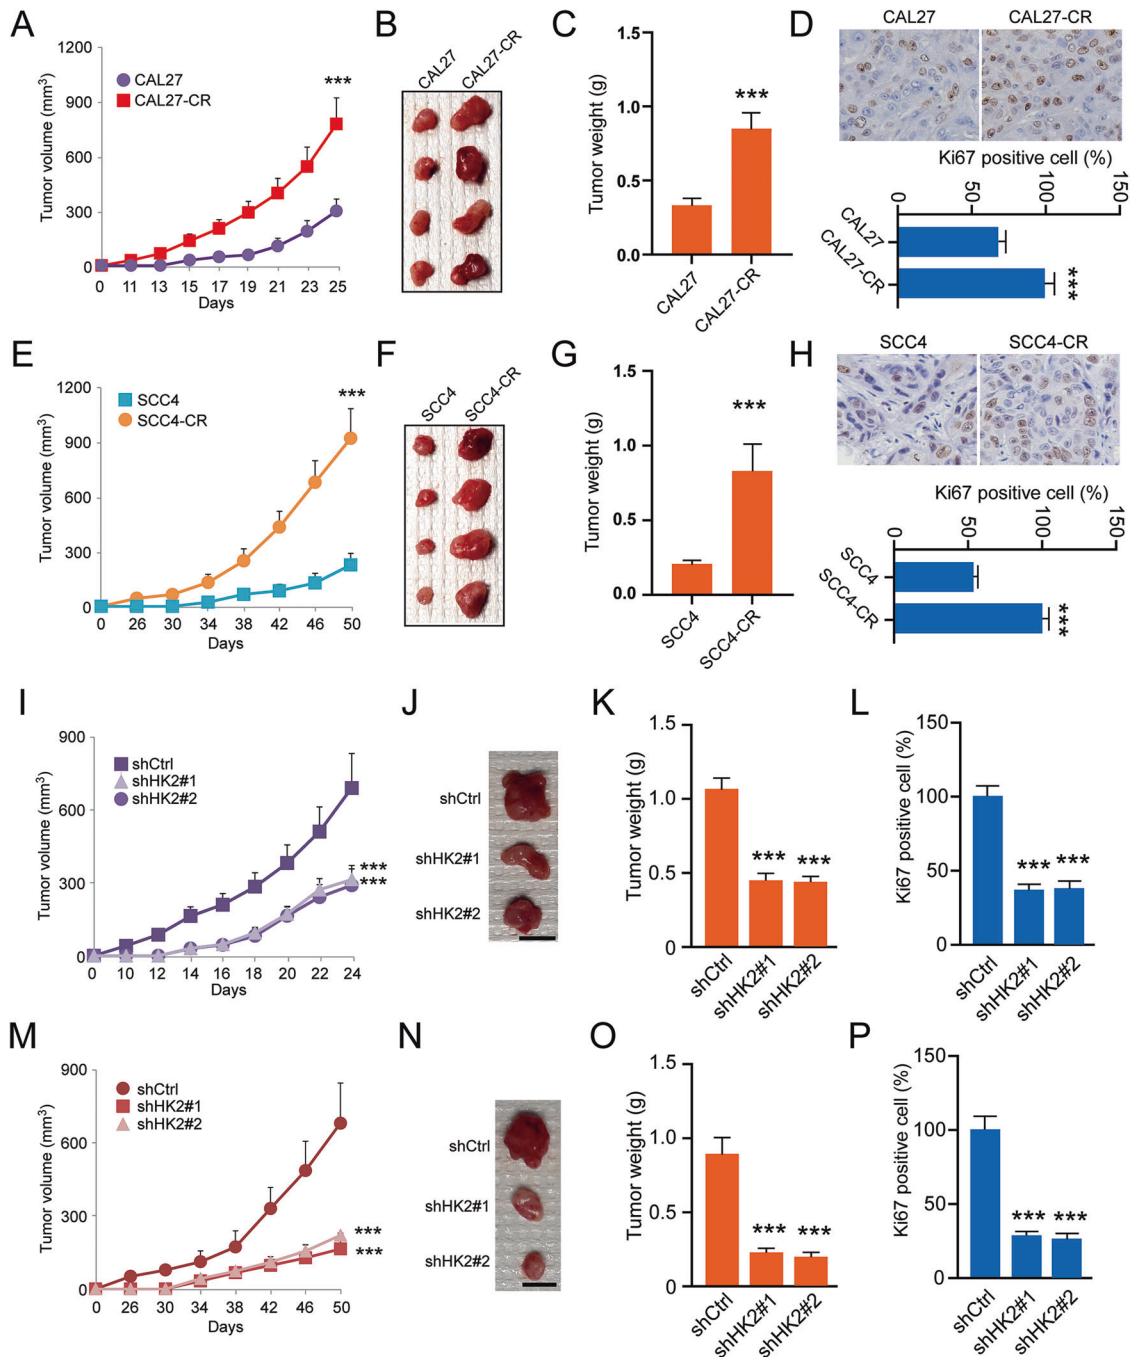 A
1200
900
600
300
0
Tumor volume (mm³)
CAL27
CAL27-CR
***
0 11 13 15 17 19 21 23 25
Days
B
CAL27
CAL27-CR
C
1.5
1.0
0.5
0.0
Tumor weight (g)
***
CAL27
CAL27-CR
D
CAL27 CAL27-CR
Ki67 positive cell (%)
0 50 100 150
CAL27
CAL27-CR
***
E
1200
900
600
300
0
Tumor volume (mm³)
SCC4
SCC4-CR
***
0 26 30 34 38 42 46 50
Days
F
SCC4
SCC4-CR
G
1.5
1.0
0.5
0.0
Tumor weight (g)
***
SCC4
SCC4-CR
H
SCC4 SCC4-CR
Ki67 positive cell (%)
0 50 100 150
SCC4
SCC4-CR
***
I
900
600
300
0
Tumor volume (mm³)
shCtrl
shHK2#1
shHK2#2
***
***
0 10 12 14 16 18 20 22 24
Days
J
shCtrl
shHK2#1
shHK2#2
K
1.5
1.0
0.5
0
Tumor weight (g)
*** ***
shCtrl
shHK2#1
shHK2#2
L
150
100
50
0
Ki67 positive cell (%)
*** ***
shCtrl
shHK2#1
shHK2#2
M
900
600
300
0
Tumor volume (mm³)
shCtrl
shHK2#1
shHK2#2
***
***
0 26 30 34 38 42 46 50
Days
N
shCtrl
shHK2#1
shHK2#2
O
1.5
1.0
0.5
0
Tumor weight (g)
*** ***
shCtrl
shHK2#1
shHK2#2
P
150
100
50
0
Ki67 positive cell (%)
*** ***
shCtrl
shHK2#1
shHK2#2